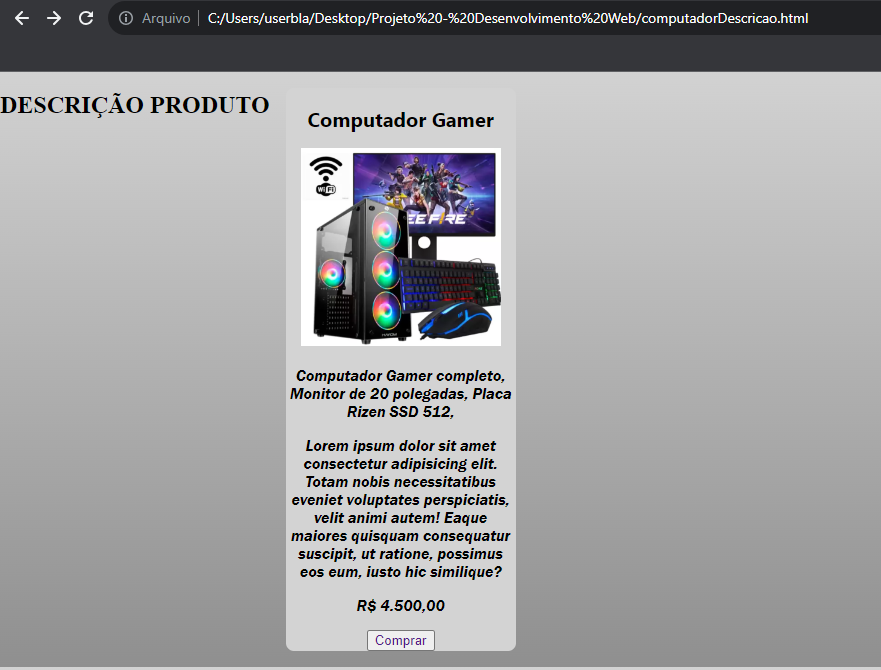 Arquivo
C:/Users/userbla/Desktop/Projeto%20-%20Desenvolvimento%20Web/computadorDescricao.html
DESCRIÇÃO PRODUTO
Computador Gamer
WiFi
EE FIRE
Computador Gamer completo,
Monitor de 20 polegadas, Placa
Rizen SSD 512,
Lorem ipsum dolor sit amet
consectetur adipisicing elit.
Totam nobis necessitatibus
eveniet voluptates perspiciatis,
velit animi autem! Eaque
maiores quisquam consequatur
suscipit, ut ratione, possimus
eos eum, iusto hic similique?
R$ 4.500,00
Comprar